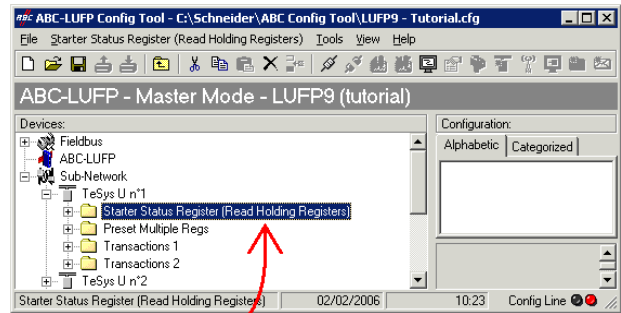 ABC-LUFP Config Tool - C:\Schneider\ABC Config Tool\LUFP9 - Tutorial.cfg
File Starter Status Register (Read Holding Registers) Tools View Help
ABC-LUFP - Master Mode - LUFP9 (tutorial)
Devices:
Fieldbus
ABC-LUFP
Sub-Network
TeSys U n°1
Starter Status Register (Read Holding Registers)
Preset Multiple Regs
Transactions 1
Transactions 2
TeSys U n°2
Configuration:
Alphabetic Categorized
Starter Status Register (Read Holding Registers) 02/02/2006 10:23 Config Line